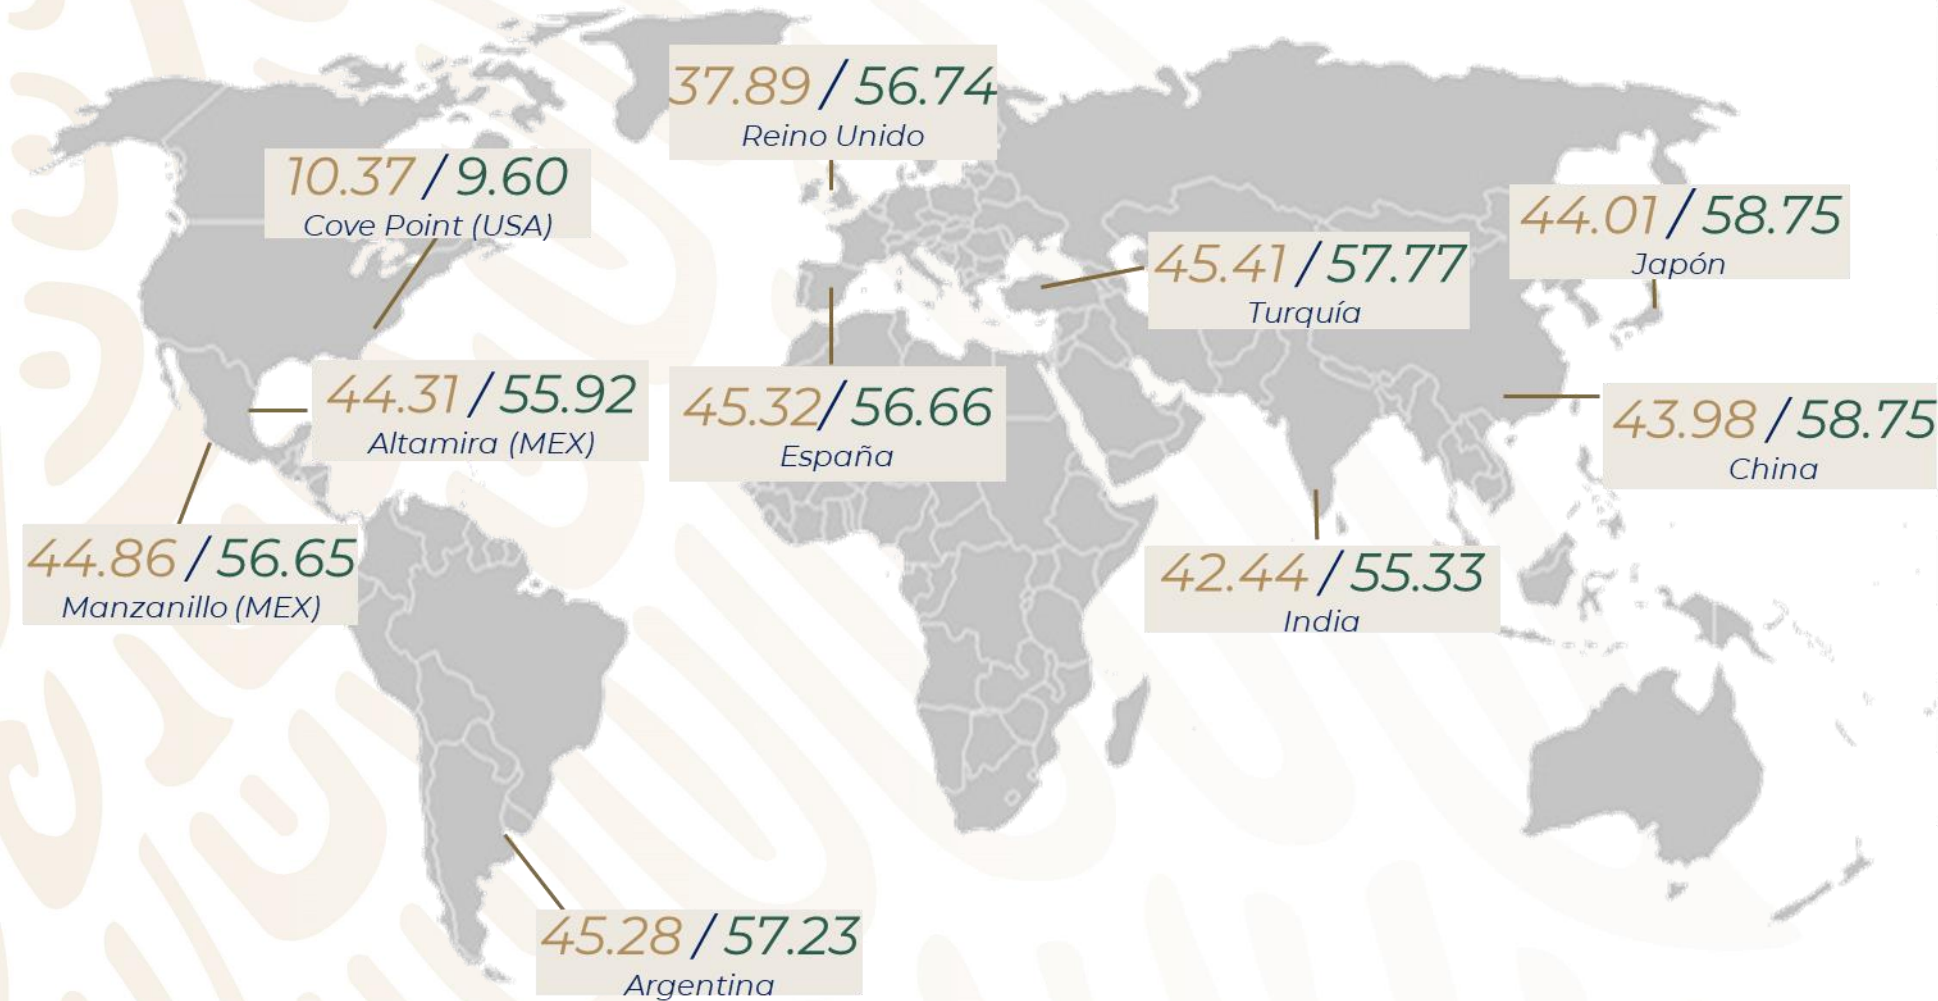 37.89 / 56.74
Reino Unido
10.37 / 9.60
Cove Point (USA)
44.01 / 58.75
Japón
45.41 / 57.77
Turquía
44.31 / 55.92
Altamira (MEX)
45.32/ 56.66
España
43.98 / 58.75
China
44.86 / 56.65
Manzanillo (MEX)
42.44 / 55.33
India
45.28 / 57.23
Argentina